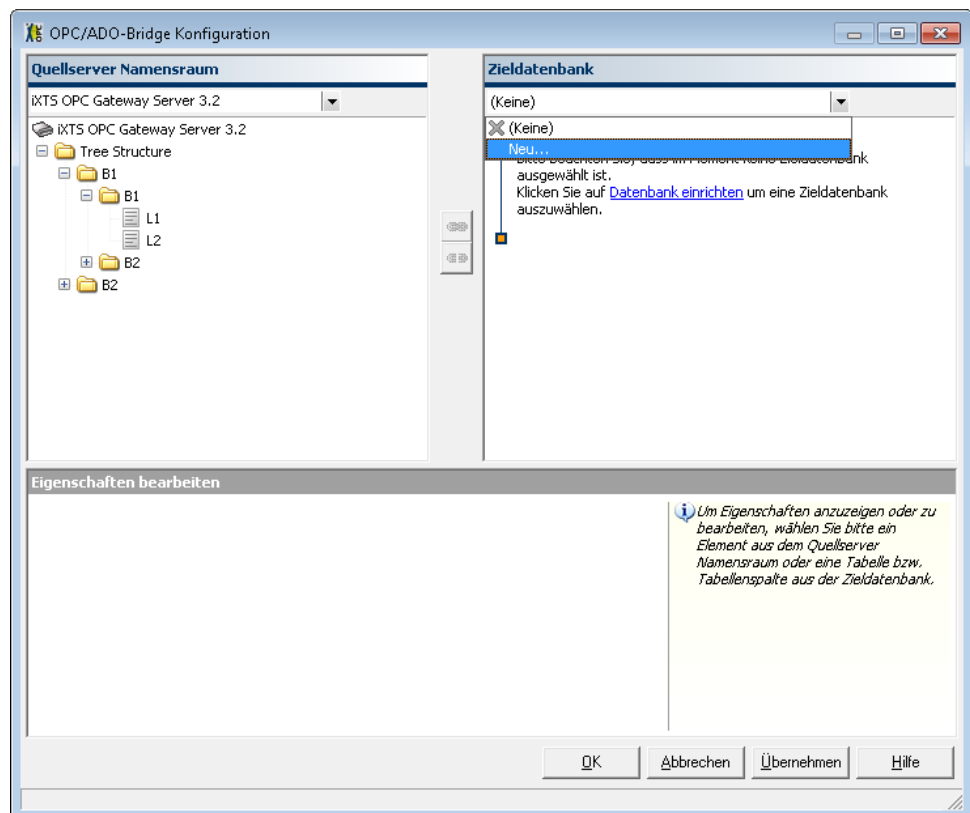 OPC/ADO-Bridge Konfiguration
Quellserver Namensraum
iXTS OPC Gateway Server 3.2
iXTS OPC Gateway Server 3.2
Tree Structure
B1
B1
L1
L2
B2
B2
Zieldatenbank
(Keine)
(Keine)
Neu...
ausgewählt ist.
Klicken Sie auf Datenbank einrichten um eine Zieldatenbank
auszuwählen.
Eigenschaften bearbeiten
Um Eigenschaften anzuzeigen oder zu
bearbeiten, wählen Sie bitte ein
Element aus dem Quellserver
Namensraum oder eine Tabelle bzw.
Tabellenspalte aus der Zieldatenbank.
OK
Abbrechen
Übernehmen
Hilfe